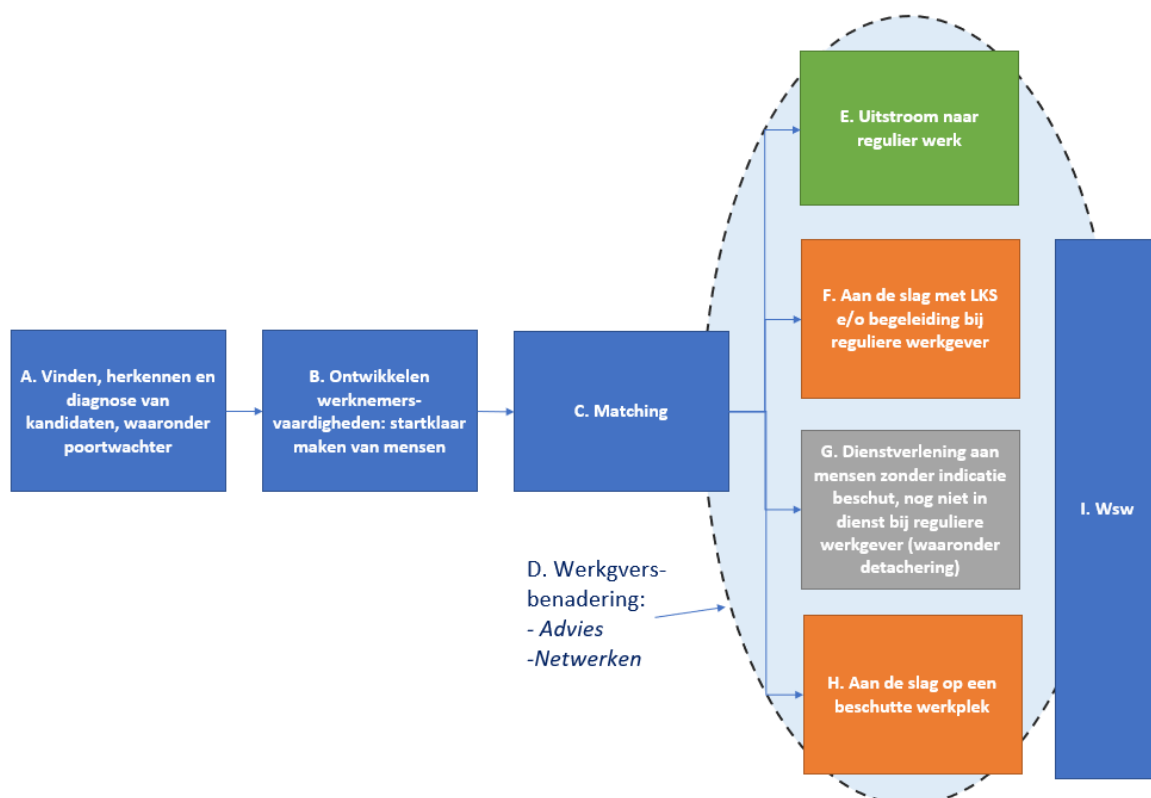 A. Vinden, herkennen en
diagnose van
kandidaten, waaronder
poortwachter
B. Ontwikkelen
werknemers-
vaardigheden: startklaar
maken van mensen
C. Matching
D. Werkgvers-
benadering:
- Advies
-Netwerken
E. Uitstroom naar
regulier werk
F. Aan de slag met LKS
e/o begeleiding bij
reguliere werkgever
G. Dienstverlening aan
mensen zonder indicatie
beschut, nog niet in
dienst bij reguliere
werkgever (waaronder
detachering)
H. Aan de slag op een
beschutte werkplek
I. Wsw